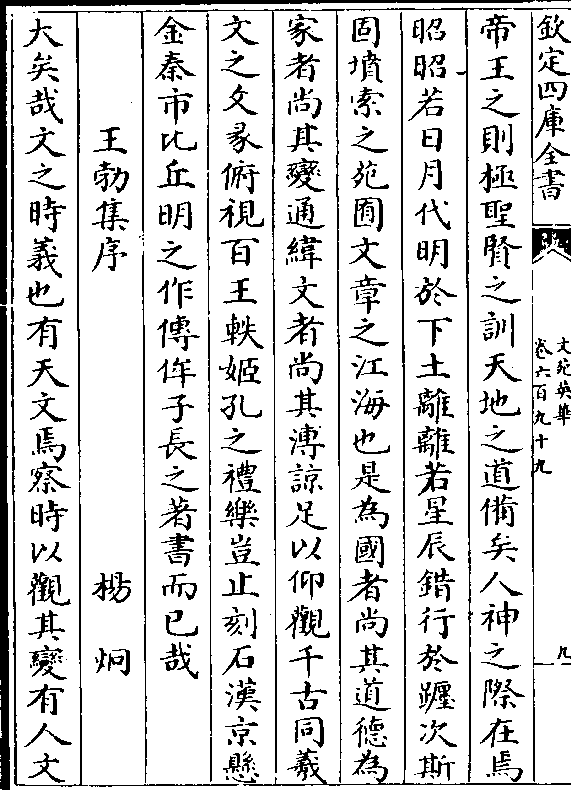 欽定四庫全書
文苑英華
卷六百九十九
九
帝王之則極聖賢之訓天地之道備矣人神之際在焉
昭昭若日月代明於下土離離若星辰錯行於躔次斯
固墳索之苑囿文章之江海也是為國者尚其道德為
家者尚其變通緯文者尚其溥諒足以仰觀千古同羲
文之文彖俯視百王軼姬孔之禮樂豈止刻石漢京懸
金秦市比丘明之作傳侔子長之著書而已哉
王勃集序 楊炯
大矣哉文之時義也有天文焉察時以觀其變有人文